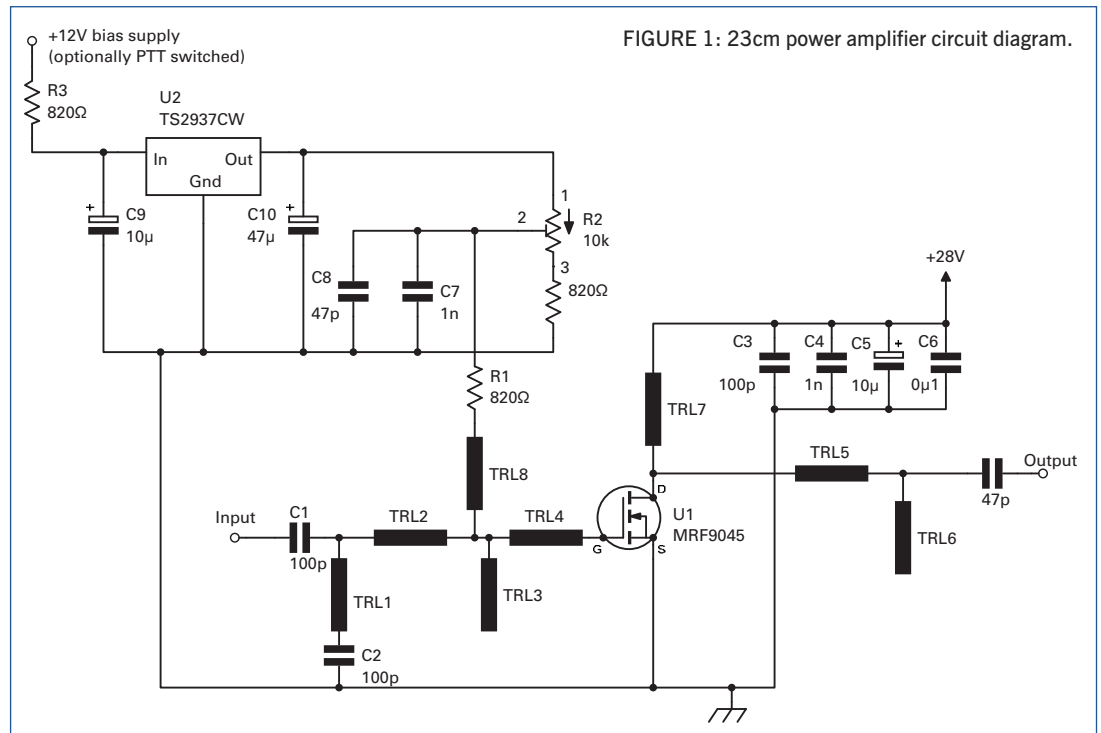 FIGURE 1: 23cm power amplifier circuit diagram.
+12V bias supply
(optionally PTT switched)
R3
820Ω
U2
TS2937CW
In
Out
Gnd
+
C9
10µ
+
C10
47µ
1
2
R2
10k
3
820Ω
C8
47p
C7
1n
R1
820Ω
+28V
C3
100p
C4
1n
C5
+
10µ
C6
0µ1
TRL7
TRL8
TRL5
Output
47p
TRL6
D
U1
MRF9045
G
S
Input
C1
100p
TRL2
TRL4
TRL1
TRL3
C2
100p